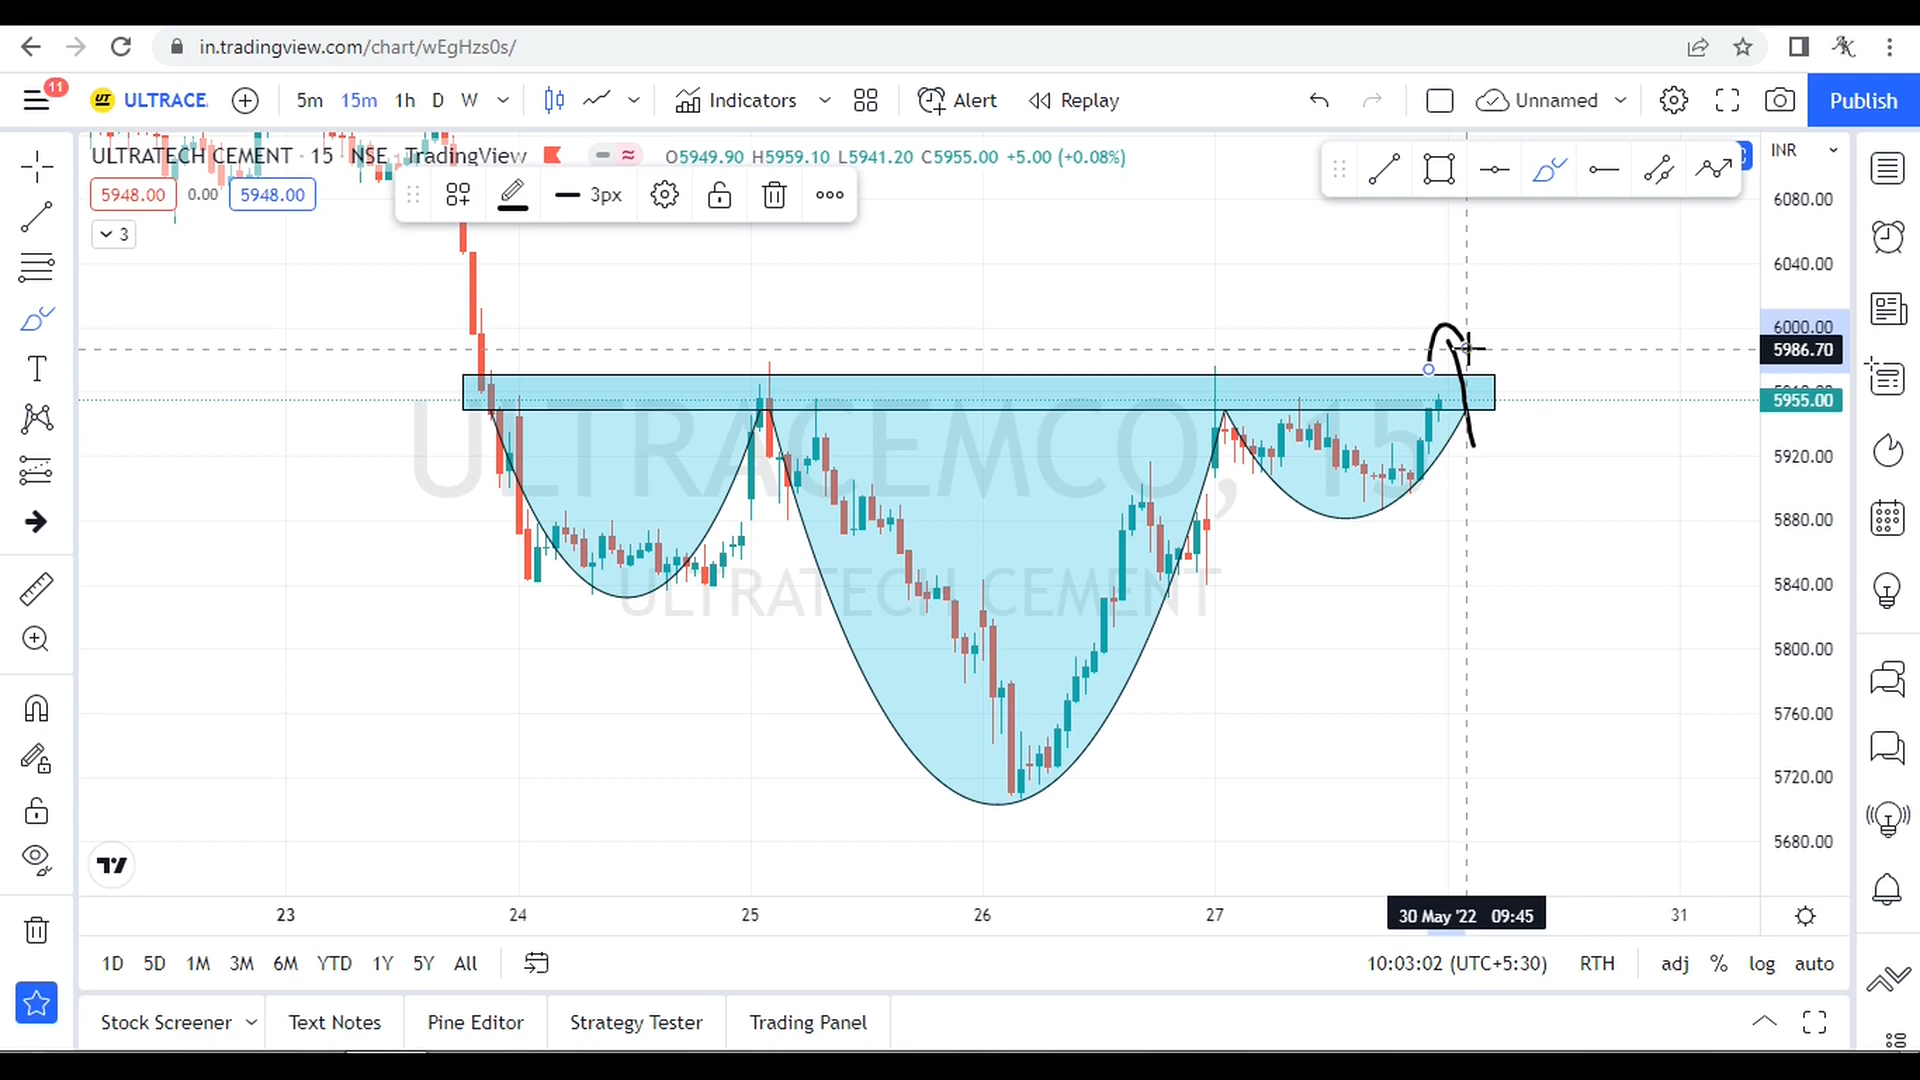 in.tradingview.com/chart/wEgHzs0s/
11
UT ULTRACE. 5m 15m 1h D W Indicators Alert Replay Unnamed Publish
ULTRATECH CEMENT · 15 · NSE · TradingView O5949.90 H5959.10 L5941.20 C5955.00 +5.00 (+0.08%)
INR
5948.00 0.00 5948.00
3px
3
6080.00
6040.00
6000.00
5986.70
5955.00
5920.00
5880.00
5840.00
5800.00
5760.00
5720.00
5680.00
ULTRACEMCO, 15
ULTRATECH CEMENT
23 24 25 26 27 30 May '22 09:45 31
1D 5D 1M 3M 6M YTD 1Y 5Y All 10:03:02 (UTC+5:30) RTH adj % log auto
Stock Screener Text Notes Pine Editor Strategy Tester Trading Panel